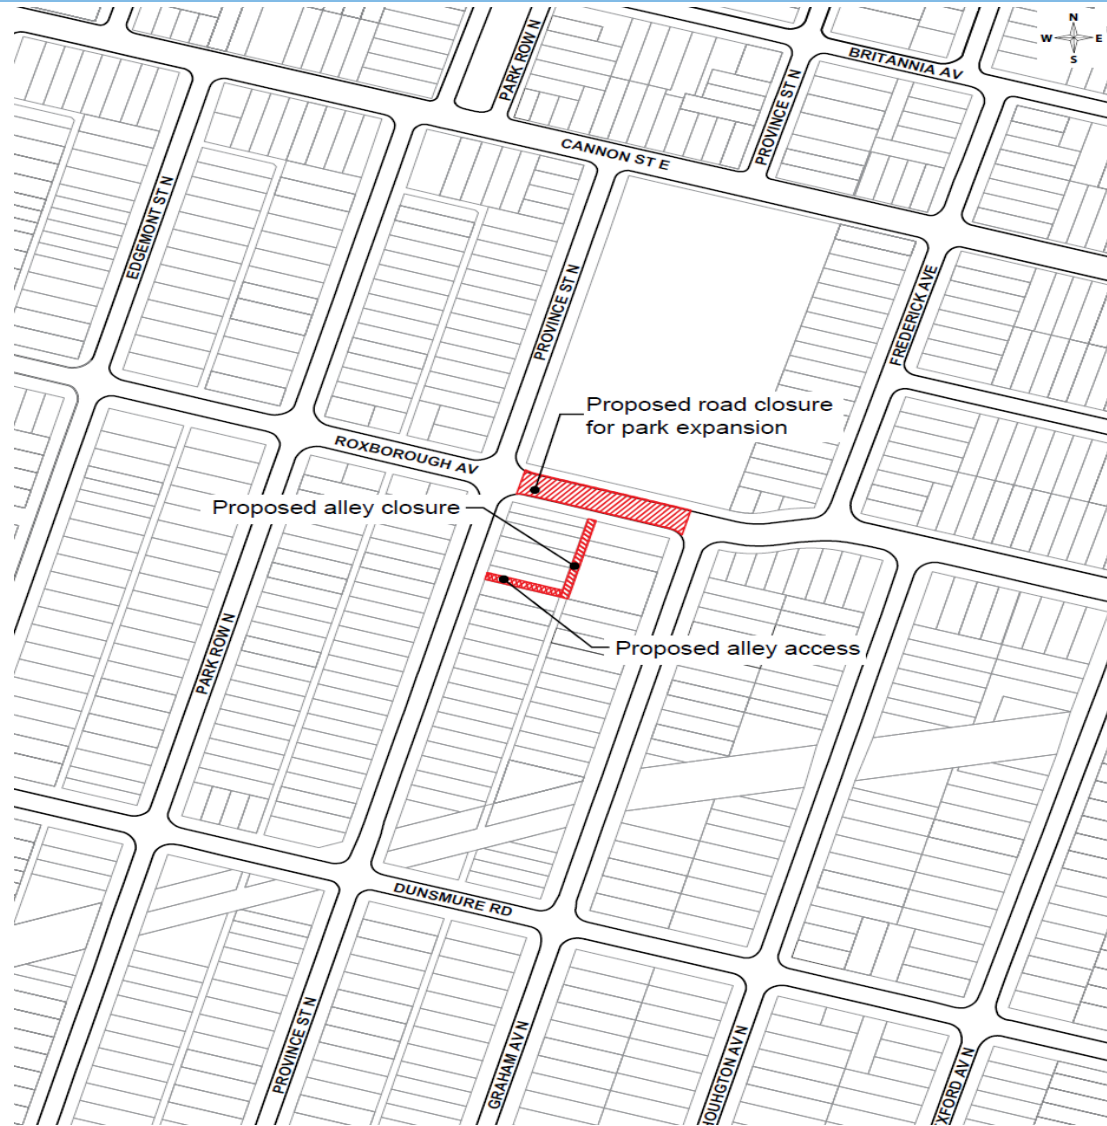 N
W E
S
BRITANNIA AV
PARK ROW N
PROVINCE ST N
CANNON ST E
EDGEMONT ST N
PROVINCE ST N
FREDERICK AVE
Proposed road closure
for park expansion
ROXBOROUGH AV
Proposed alley closure
PARK ROW N
Proposed alley access
DUNSMURE RD
PROVINCE ST N
GRAHAM AV N
HOUHGTON AV N
EXFORD AV N